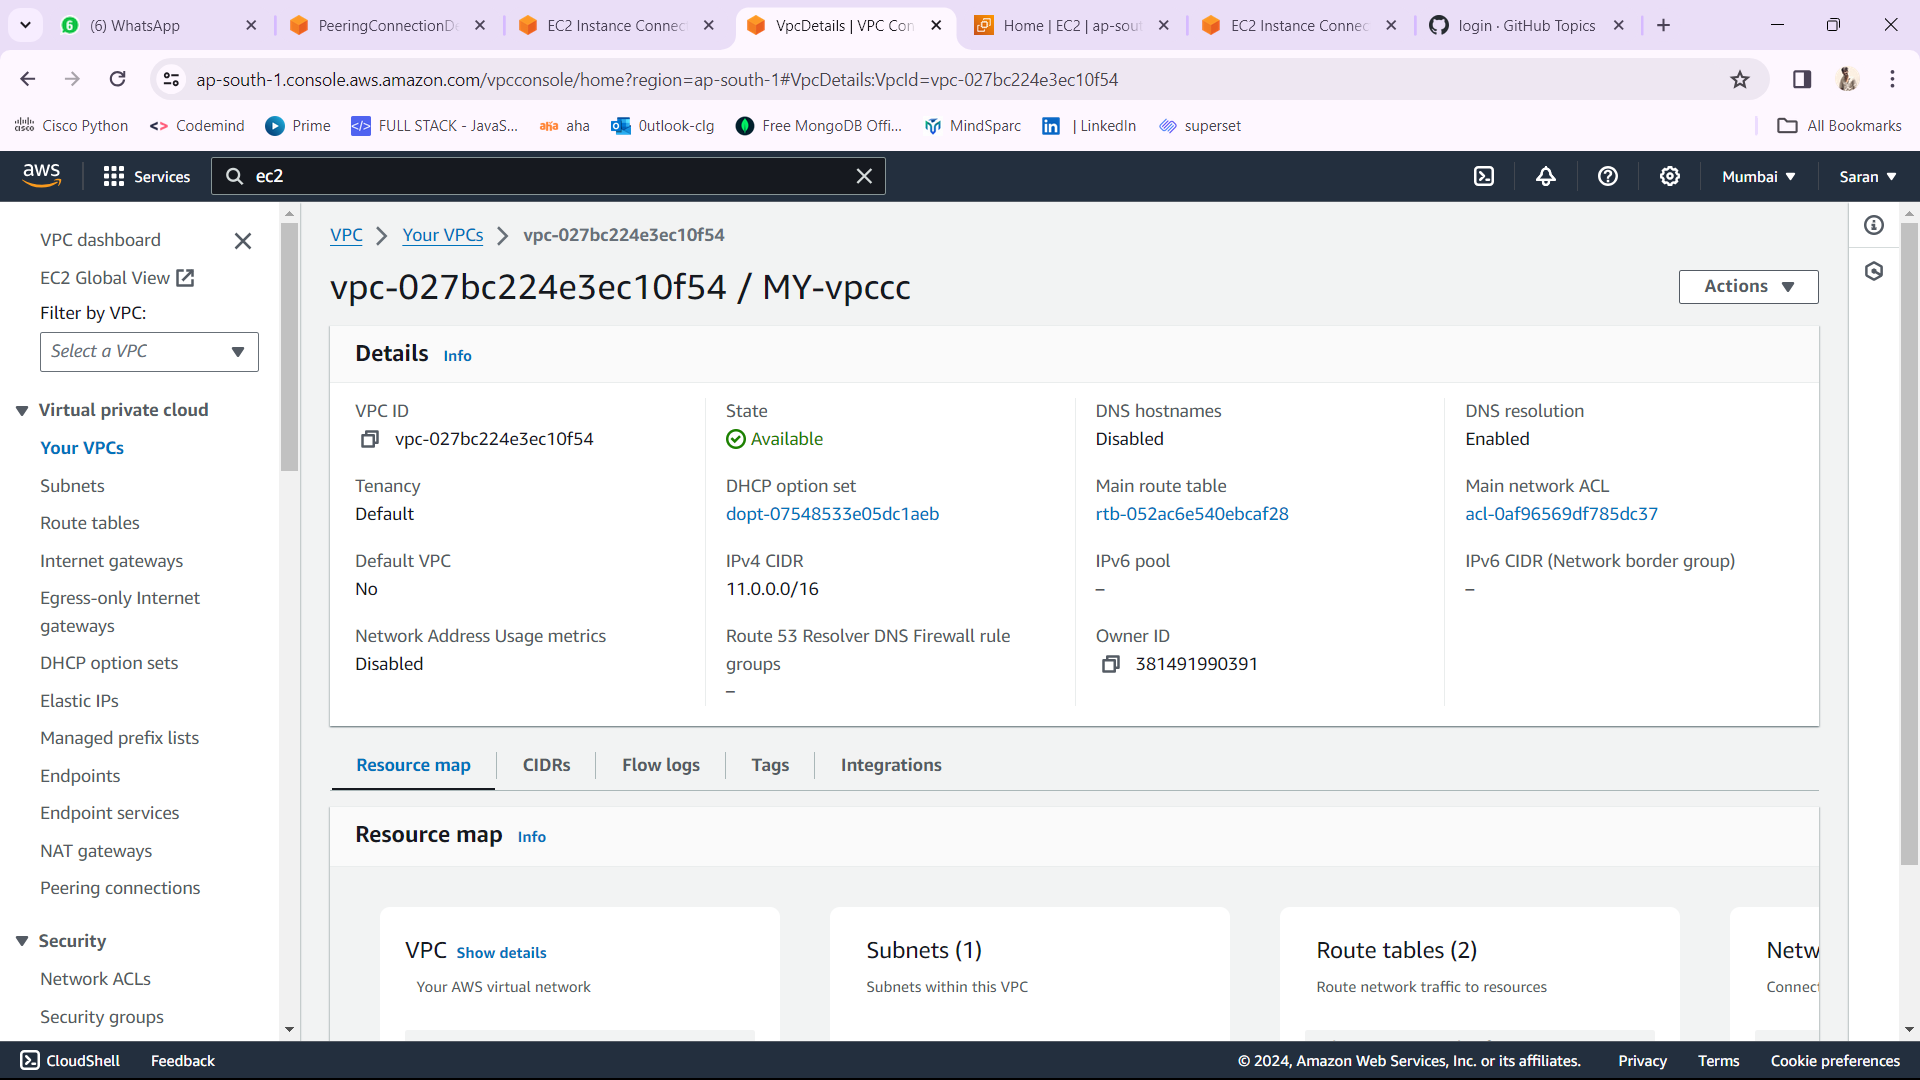 (6) WhatsApp
PeeringConnectionDe
EC2 Instance Connect
VpcDetails | VPC Con
Home | EC2 | ap-sout
EC2 Instance Connec
login · GitHub Topics
ap-south-1.console.aws.amazon.com/vpcconsole/home?region=ap-south-1#VpcDetails:VpcId=vpc-027bc224e3ec10f54
Cisco Python
Codemind
Prime
FULL STACK - JavaS...
aha
0utlook-clg
Free MongoDB Offi...
MindSparc
| LinkedIn
superset
All Bookmarks
aws
Services
ec2
Mumbai
Saran
VPC dashboard
EC2 Global View
Filter by VPC:
Select a VPC
Virtual private cloud
Your VPCs
Subnets
Route tables
Internet gateways
Egress-only Internet
gateways
DHCP option sets
Elastic IPs
Managed prefix lists
Endpoints
Endpoint services
NAT gateways
Peering connections
Security
Network ACLs
Security groups
VPC
Your VPCs
vpc-027bc224e3ec10f54
vpc-027bc224e3ec10f54 / MY-vpccc
Actions
Details Info
VPC ID
vpc-027bc224e3ec10f54
State
Available
DNS hostnames
Disabled
DNS resolution
Enabled
Tenancy
Default
DHCP option set
dopt-07548533e05dc1aeb
Main route table
rtb-052ac6e540ebcaf28
Main network ACL
acl-0af96569df785dc37
Default VPC
No
IPv4 CIDR
11.0.0.0/16
IPv6 pool
–
IPv6 CIDR (Network border group)
–
Network Address Usage metrics
Disabled
Route 53 Resolver DNS Firewall rule
groups
–
Owner ID
381491990391
Resource map
CIDRs
Flow logs
Tags
Integrations
Resource map Info
VPC Show details
Your AWS virtual network
Subnets (1)
Subnets within this VPC
Route tables (2)
Route network traffic to resources
Netw
Connect
CloudShell
Feedback
© 2024, Amazon Web Services, Inc. or its affiliates.
Privacy
Terms
Cookie preferences